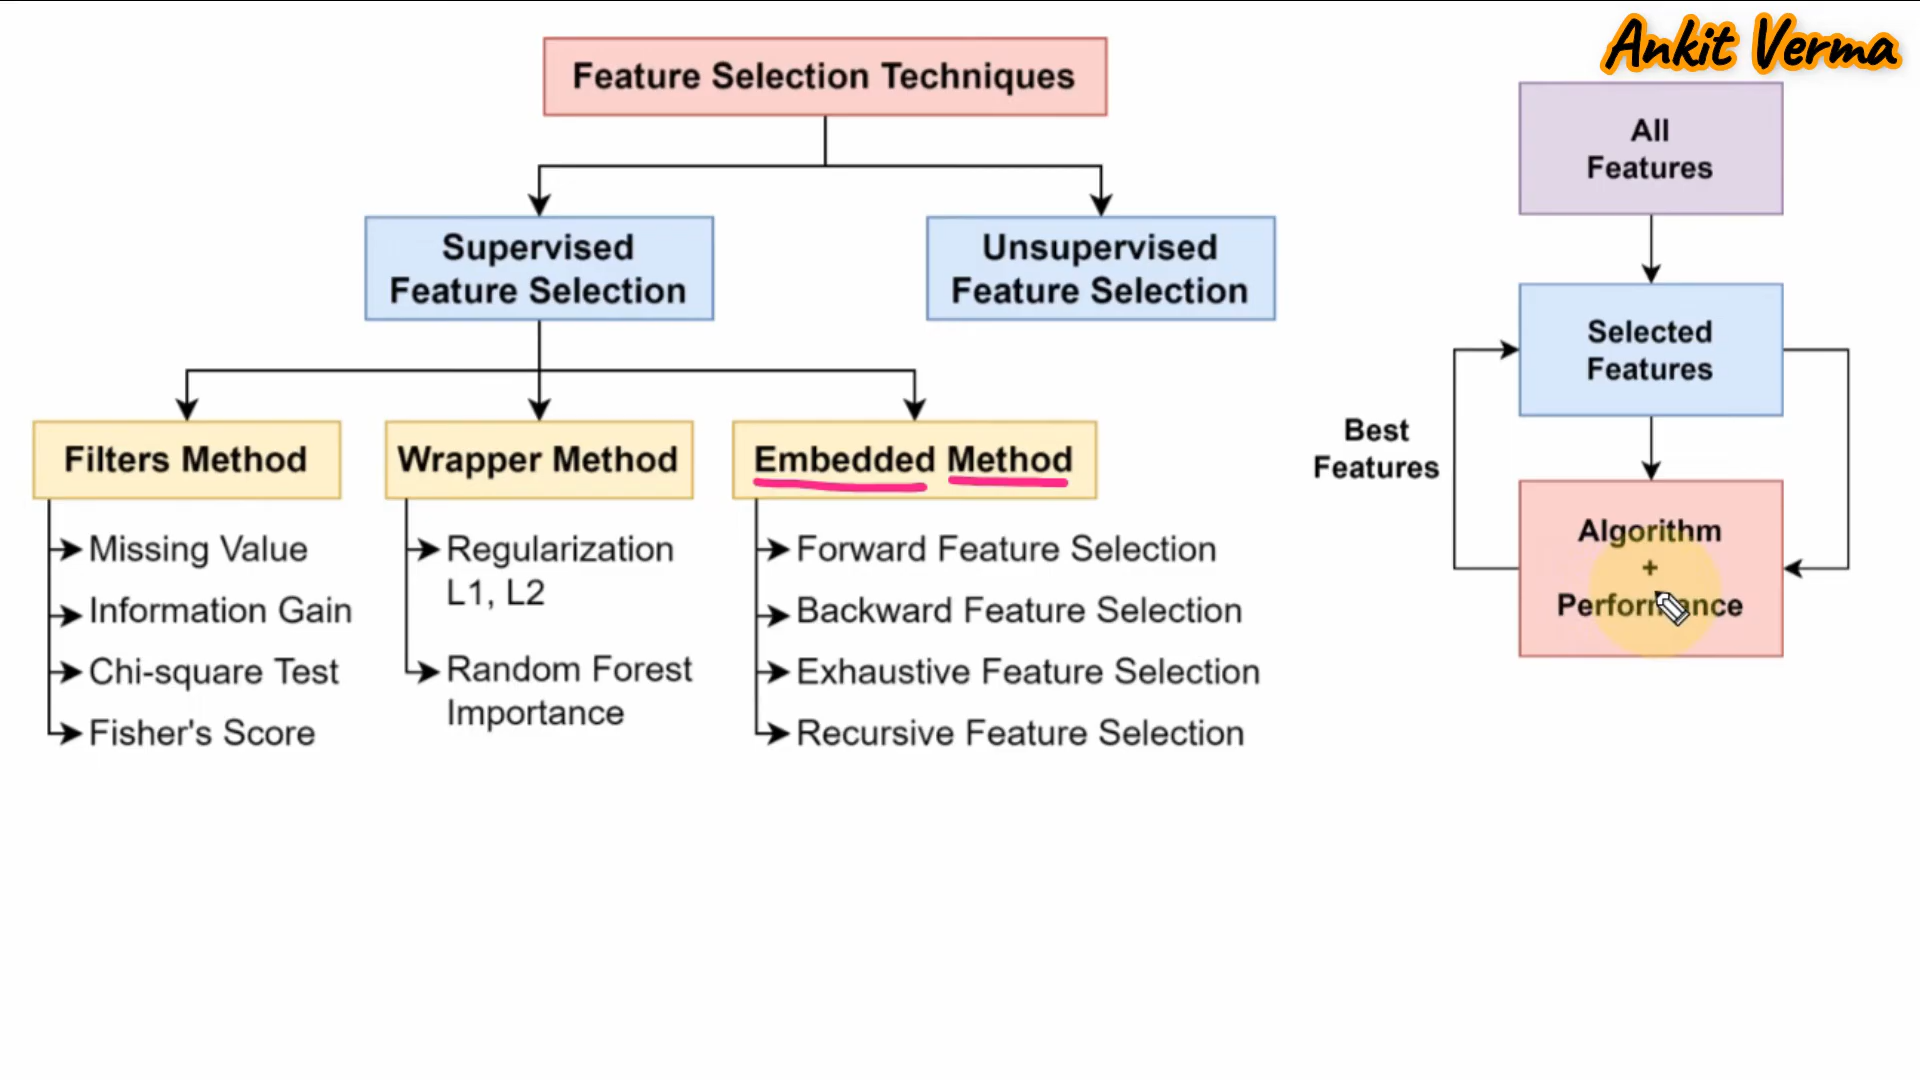 Ankit Verma
Feature Selection Techniques
Supervised
Feature Selection
Unsupervised
Feature Selection
Filters Method
Missing Value
Information Gain
Chi-square Test
Fisher's Score
Wrapper Method
Regularization
L1, L2
Random Forest
Importance
Embedded Method
Forward Feature Selection
Backward Feature Selection
Exhaustive Feature Selection
Recursive Feature Selection
All
Features
Selected
Features
Best
Features
Algorithm
+
Performance